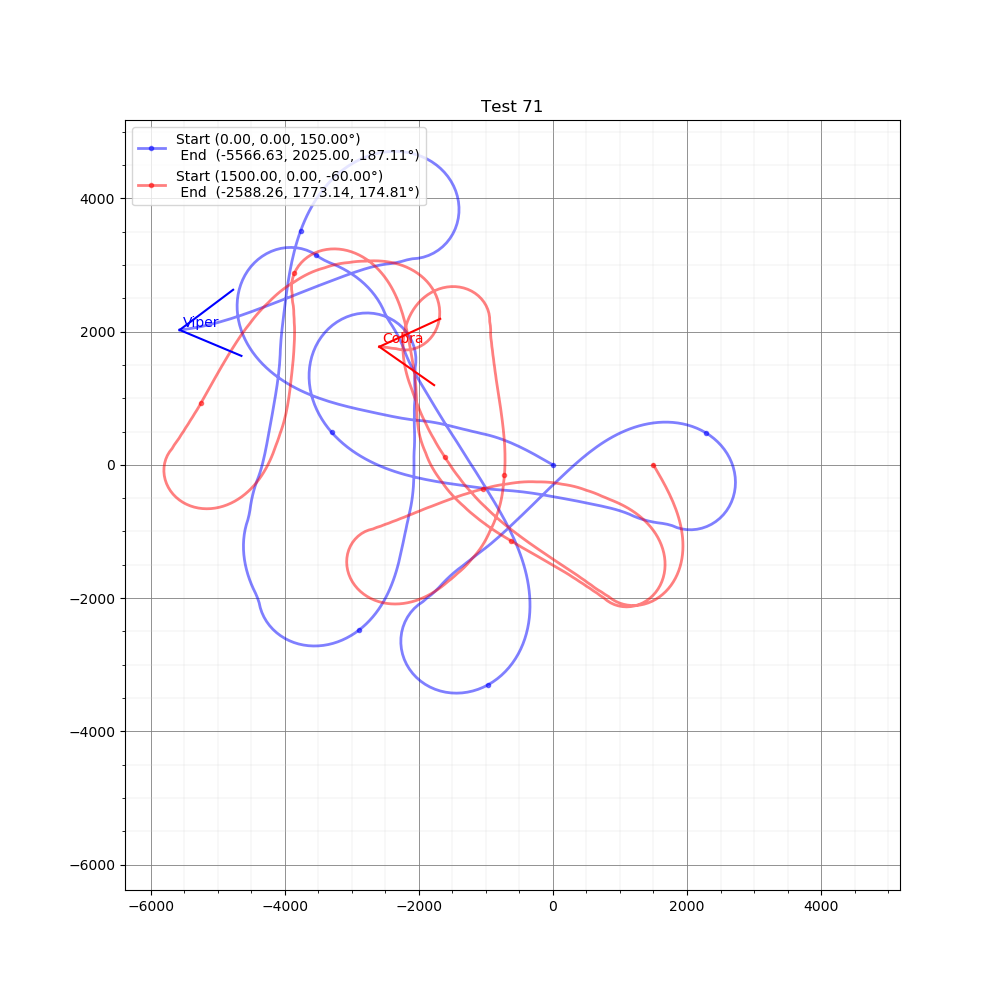 Test 71
Start (0.00, 0.00, 150.00°)
End (-5566.63, 2025.00, 187.11°)
Start (1500.00, 0.00, -60.00°)
End (-2588.26, 1773.14, 174.81°)
4000
2000
0
−2000
−4000
−6000
Viper
Cobra
−6000 −4000 −2000 0 2000 4000